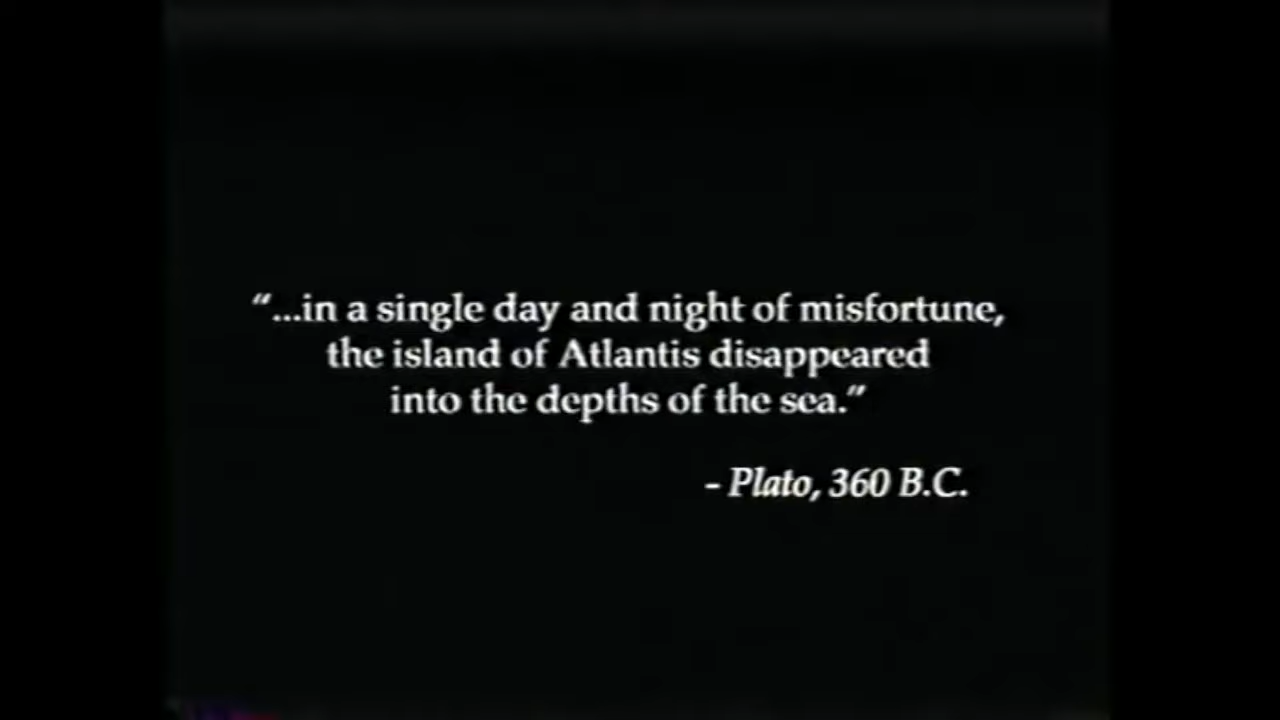 “...in a single day and night of misfortune,
the island of Atlantis disappeared
into the depths of the sea.”
- Plato, 360 B.C.